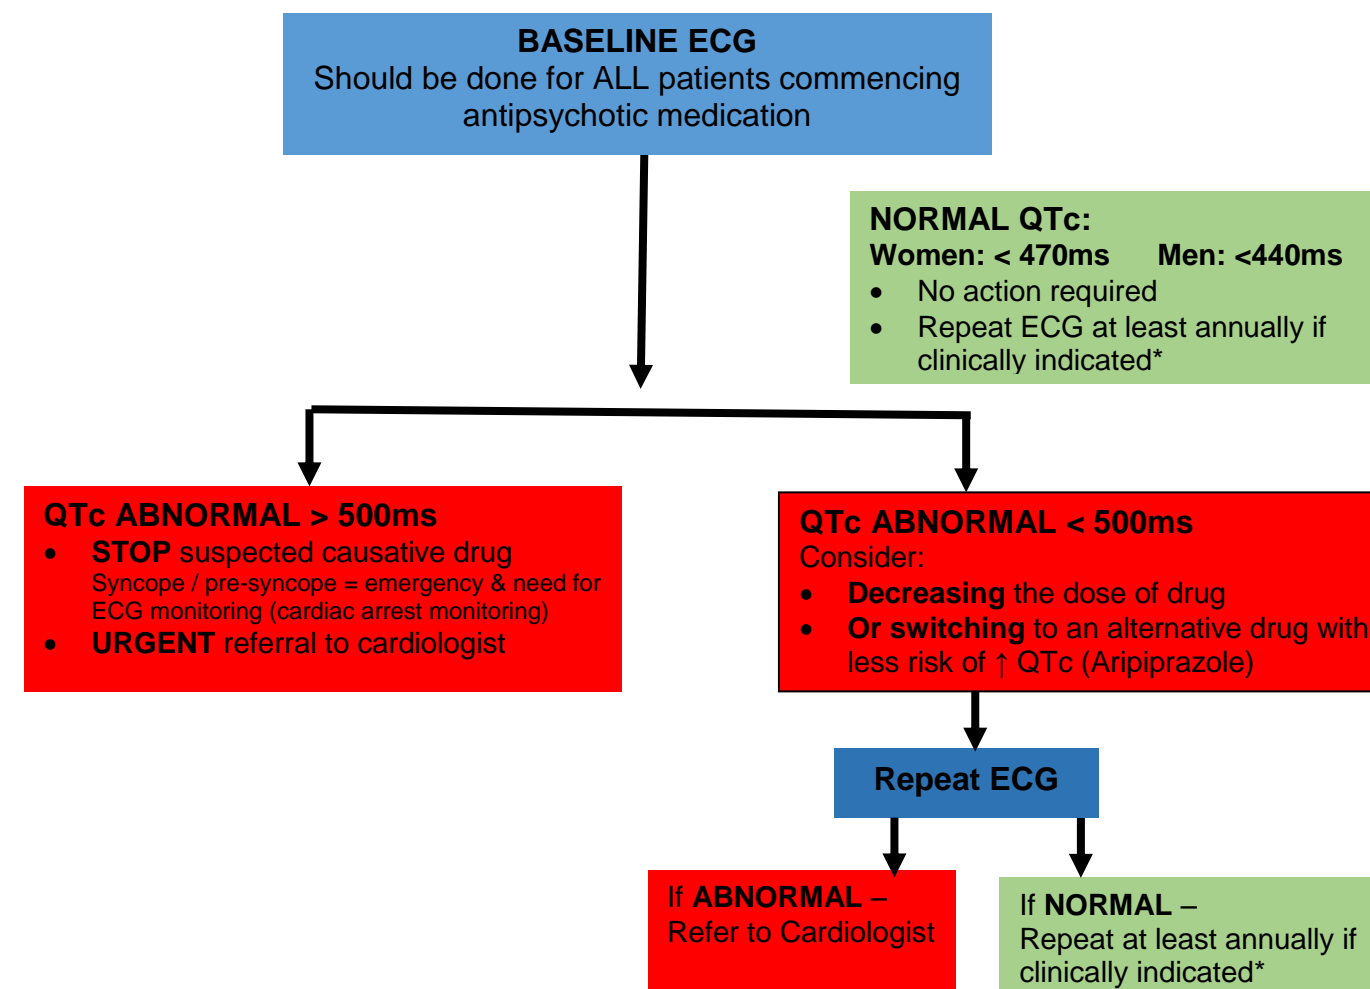 BASELINE ECG
Should be done for ALL patients commencing
antipsychotic medication
NORMAL QTc:
Women: < 470ms Men: <440ms
• No action required
• Repeat ECG at least annually if
clinically indicated*
QTc ABNORMAL > 500ms
• STOP suspected causative drug
Syncope / pre-syncope = emergency & need for
ECG monitoring (cardiac arrest monitoring)
• URGENT referral to cardiologist
QTc ABNORMAL < 500ms
Consider:
• Decreasing the dose of drug
• Or switching to an alternative drug with
less risk of ↑ QTc (Aripiprazole)
Repeat ECG
If ABNORMAL –
Refer to Cardiologist
If NORMAL –
Repeat at least annually if
clinically indicated*